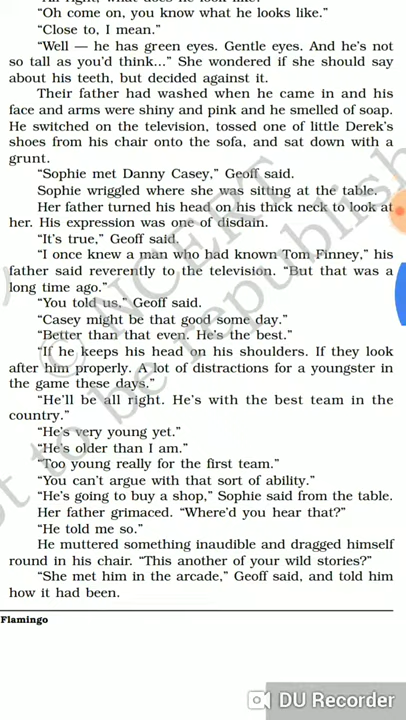 "Oh come on, you know what he looks like."
"Close to, I mean."
"Well — he has green eyes. Gentle eyes. And he's not
so tall as you'd think..." She wondered if she should say
about his teeth, but decided against it.
Their father had washed when he came in and his
face and arms were shiny and pink and he smelled of soap.
He switched on the television, tossed one of little Derek's
shoes from his chair onto the sofa, and sat down with a
grunt.
"Sophie met Danny Casey," Geoff said.
Sophie wriggled where she was sitting at the table.
Her father turned his head on his thick neck to look at
her. His expression was one of disdain.
"It's true," Geoff said.
"I once knew a man who had known Tom Finney," his
father said reverently to the television. "But that was a
long time ago."
"You told us," Geoff said.
"Casey might be that good some day."
"Better than that even. He's the best."
"If he keeps his head on his shoulders. If they look
after him properly. A lot of distractions for a youngster in
the game these days."
"He'll be all right. He's with the best team in the
country."
"He's very young yet."
"He's older than I am."
"Too young really for the first team."
"You can't argue with that sort of ability."
"He's going to buy a shop," Sophie said from the table.
Her father grimaced. "Where'd you hear that?"
"He told me so."
He muttered something inaudible and dragged himself
round in his chair. "This another of your wild stories?"
"She met him in the arcade," Geoff said, and told him
how it had been.
Flamingo
© NCERT
not to be republish
DU Recorder